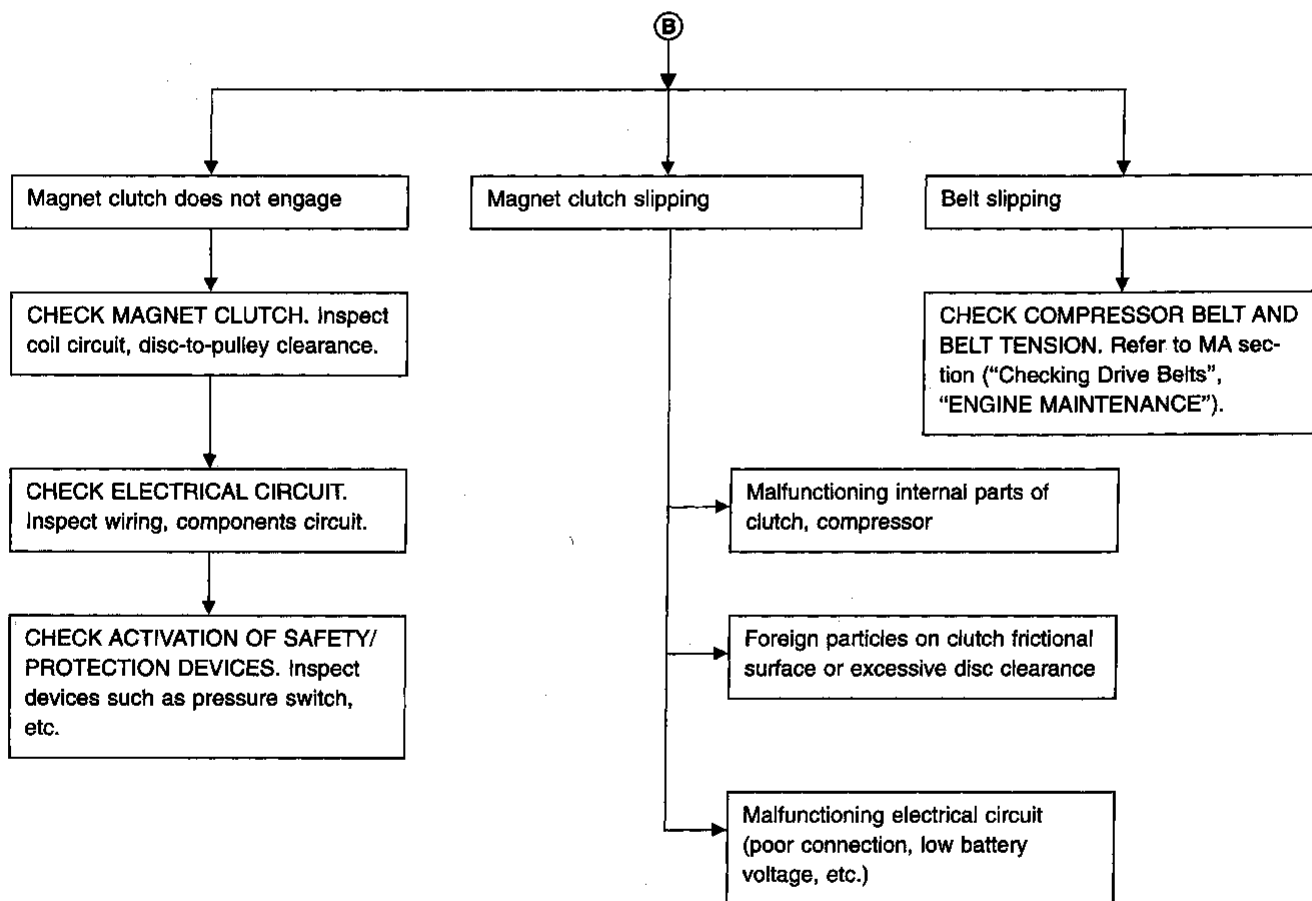 B
Magnet clutch does not engage
Magnet clutch slipping
Belt slipping
CHECK MAGNET CLUTCH. Inspect
coil circuit, disc-to-pulley clearance.
CHECK COMPRESSOR BELT AND
BELT TENSION. Refer to MA sec-
tion (“Checking Drive Belts”,
“ENGINE MAINTENANCE”).
CHECK ELECTRICAL CIRCUIT.
Inspect wiring, components circuit.
Malfunctioning internal parts of
clutch, compressor
CHECK ACTIVATION OF SAFETY/
PROTECTION DEVICES. Inspect
devices such as pressure switch,
etc.
Foreign particles on clutch frictional
surface or excessive disc clearance
Malfunctioning electrical circuit
(poor connection, low battery
voltage, etc.)